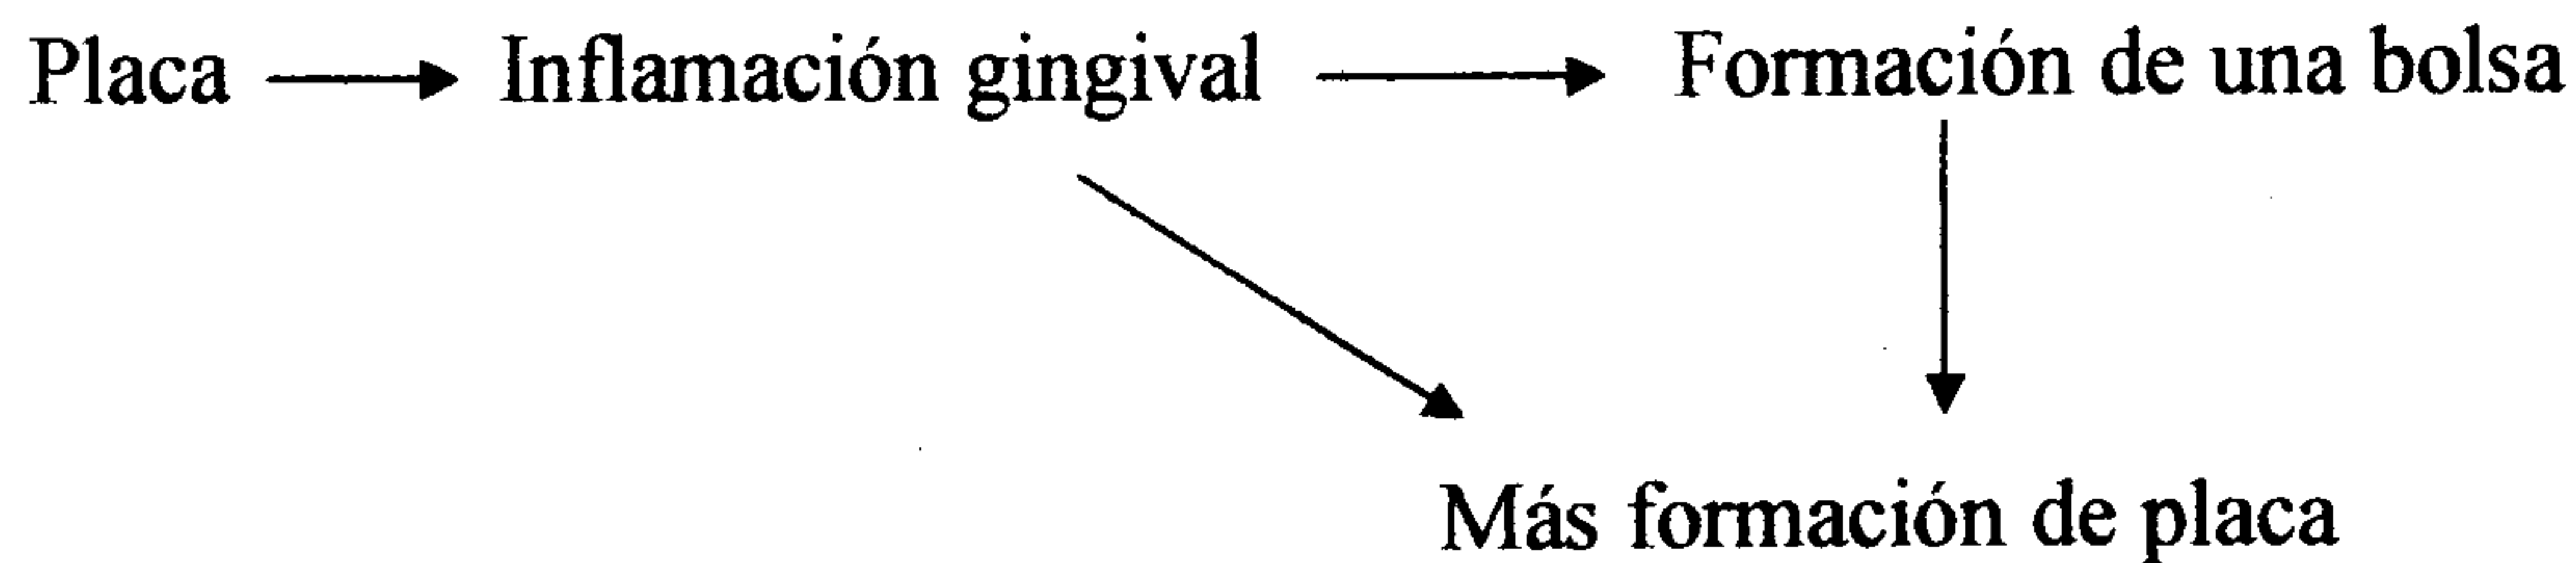 Placa → Inflamación gingival → Formación de una bolsa
Más formación de placa